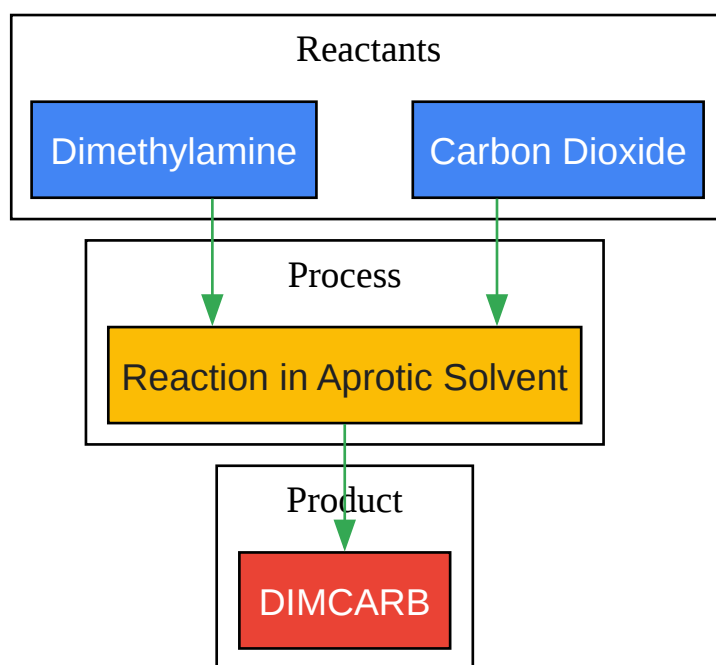 Reactants
Dimethylamine
Carbon Dioxide
Process
Reaction in Aprotic Solvent
Product
DIMCARB